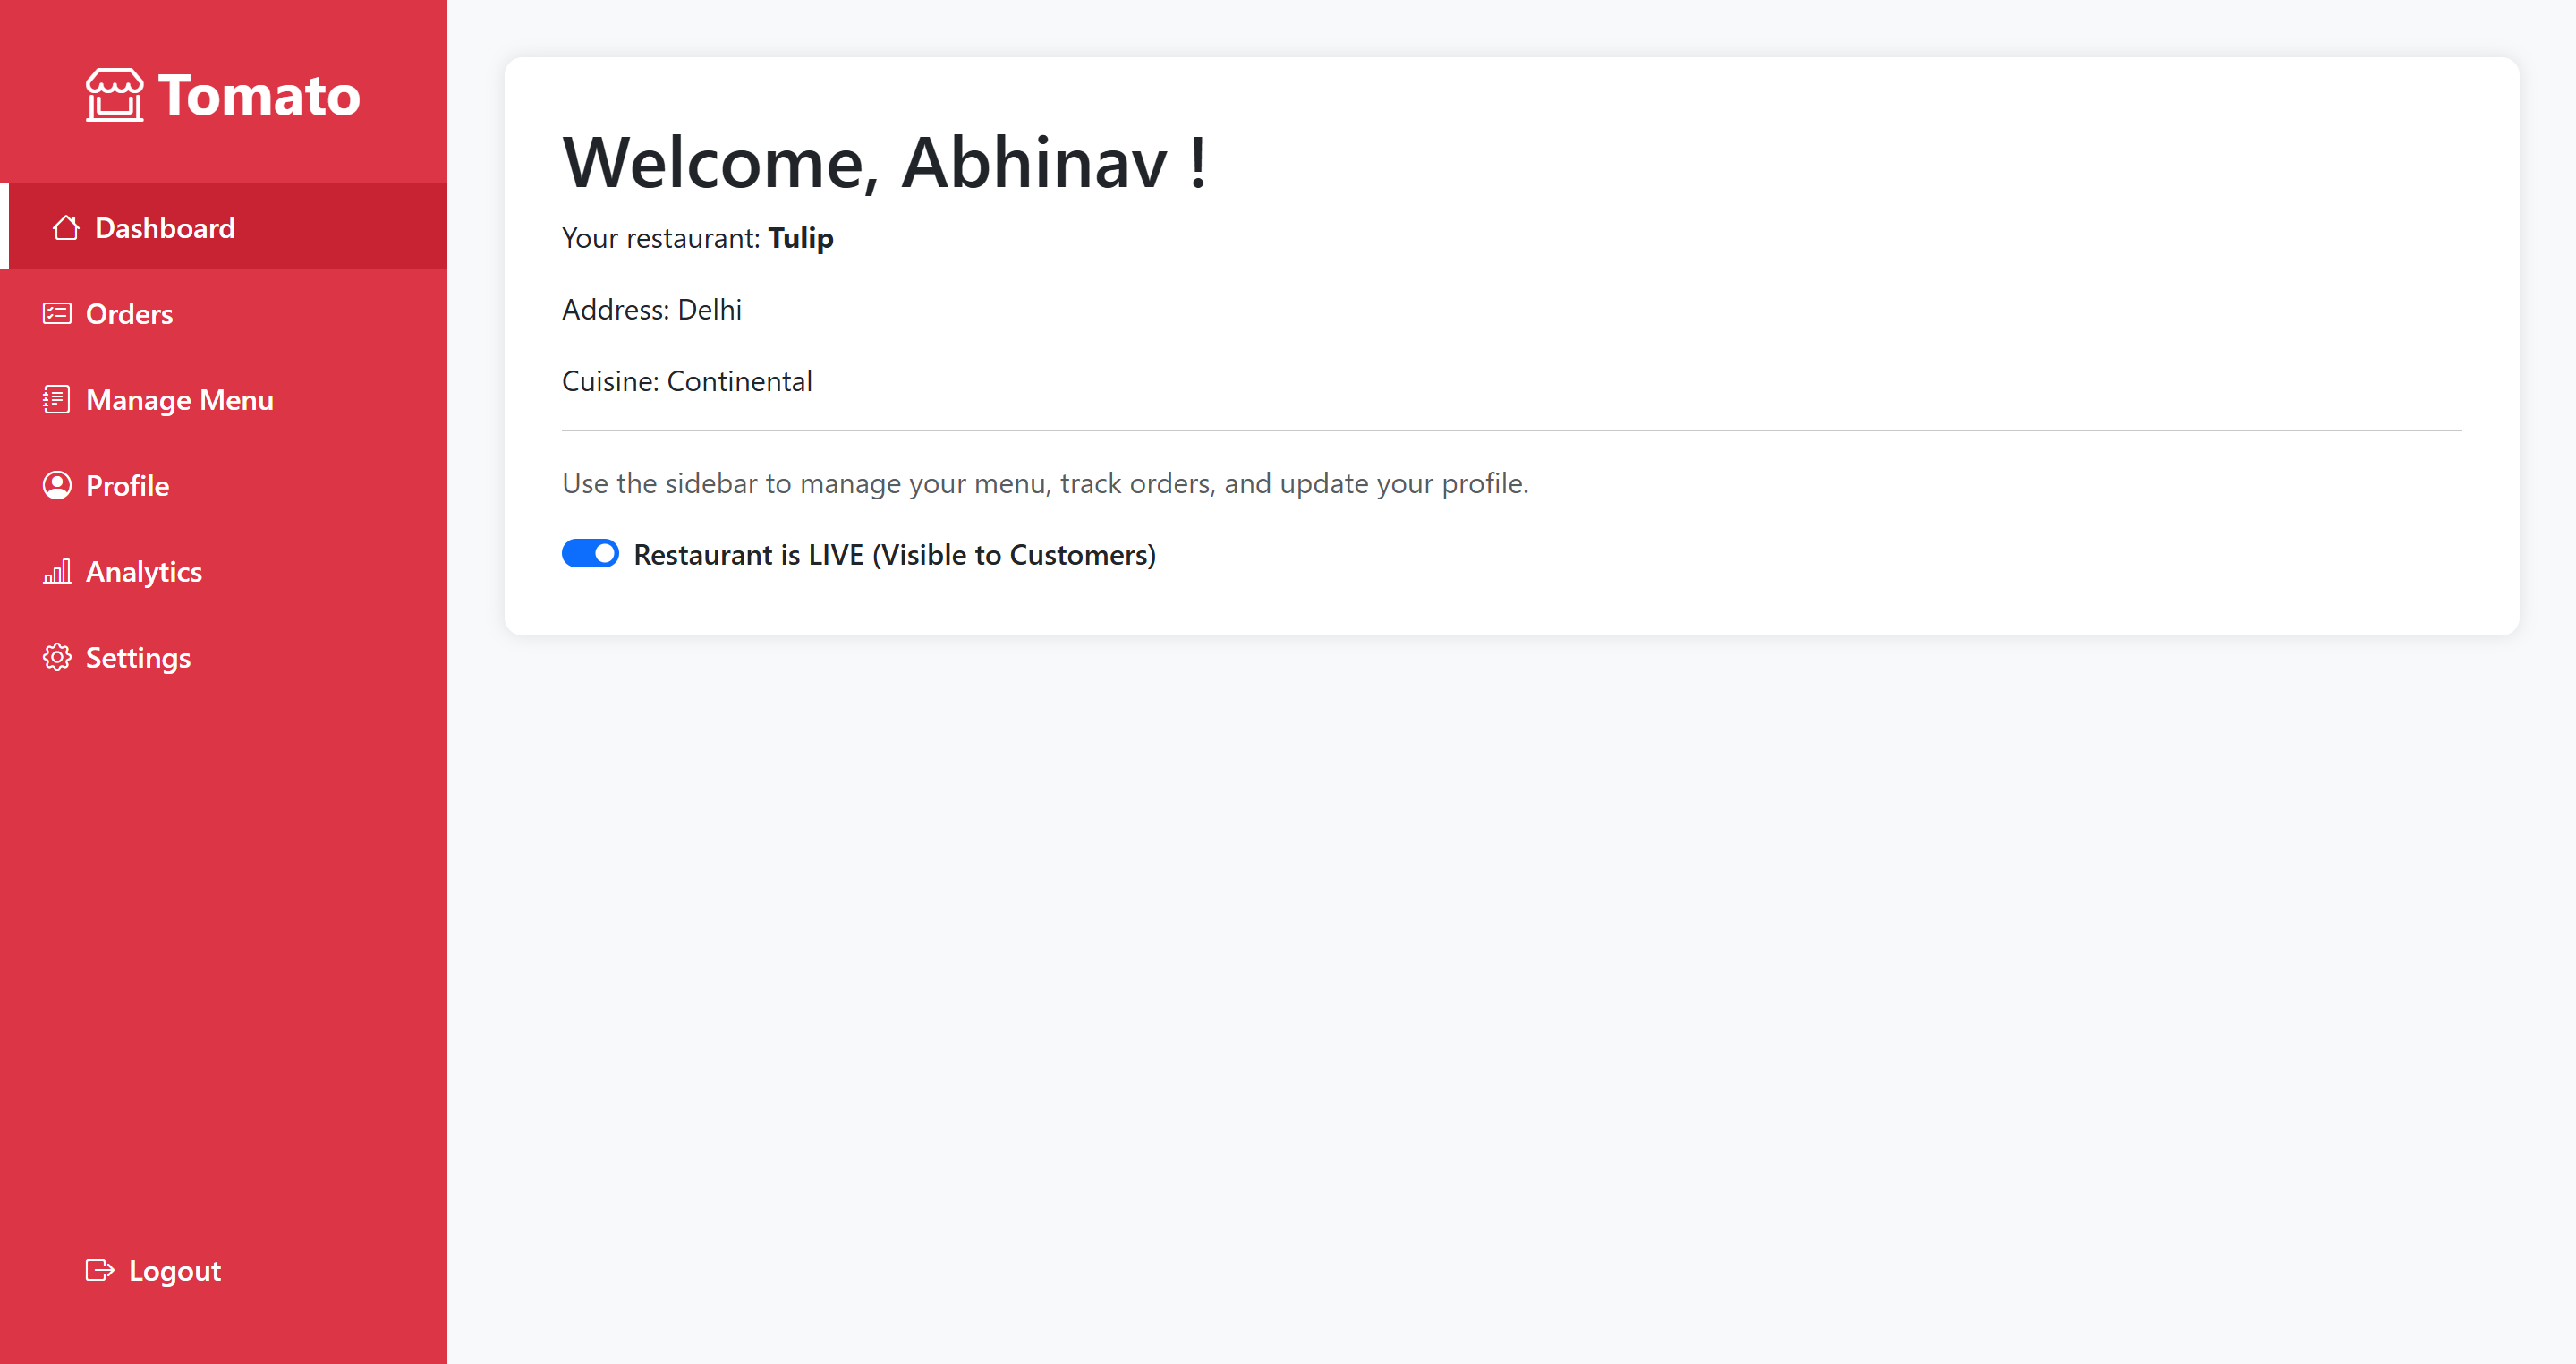 Tomato
Dashboard
Orders
Manage Menu
Profile
Analytics
Settings
Logout
Welcome, Abhinav !
Your restaurant: Tulip
Address: Delhi
Cuisine: Continental
Use the sidebar to manage your menu, track orders, and update your profile.
Restaurant is LIVE (Visible to Customers)